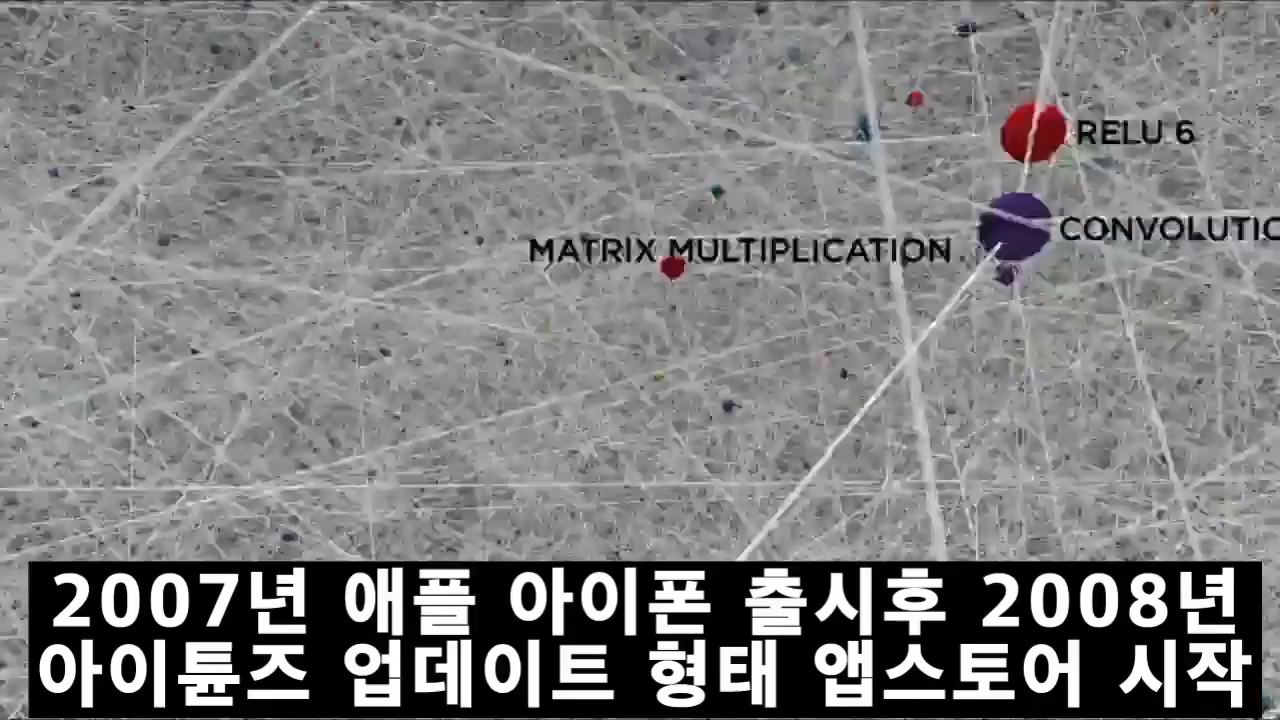 RELU 6
CONVOLUTIO
MATRIX MULTIPLICATION
2007년 애플 아이폰 출시후 2008년
아이튠즈 업데이트 형태 앱스토어 시작